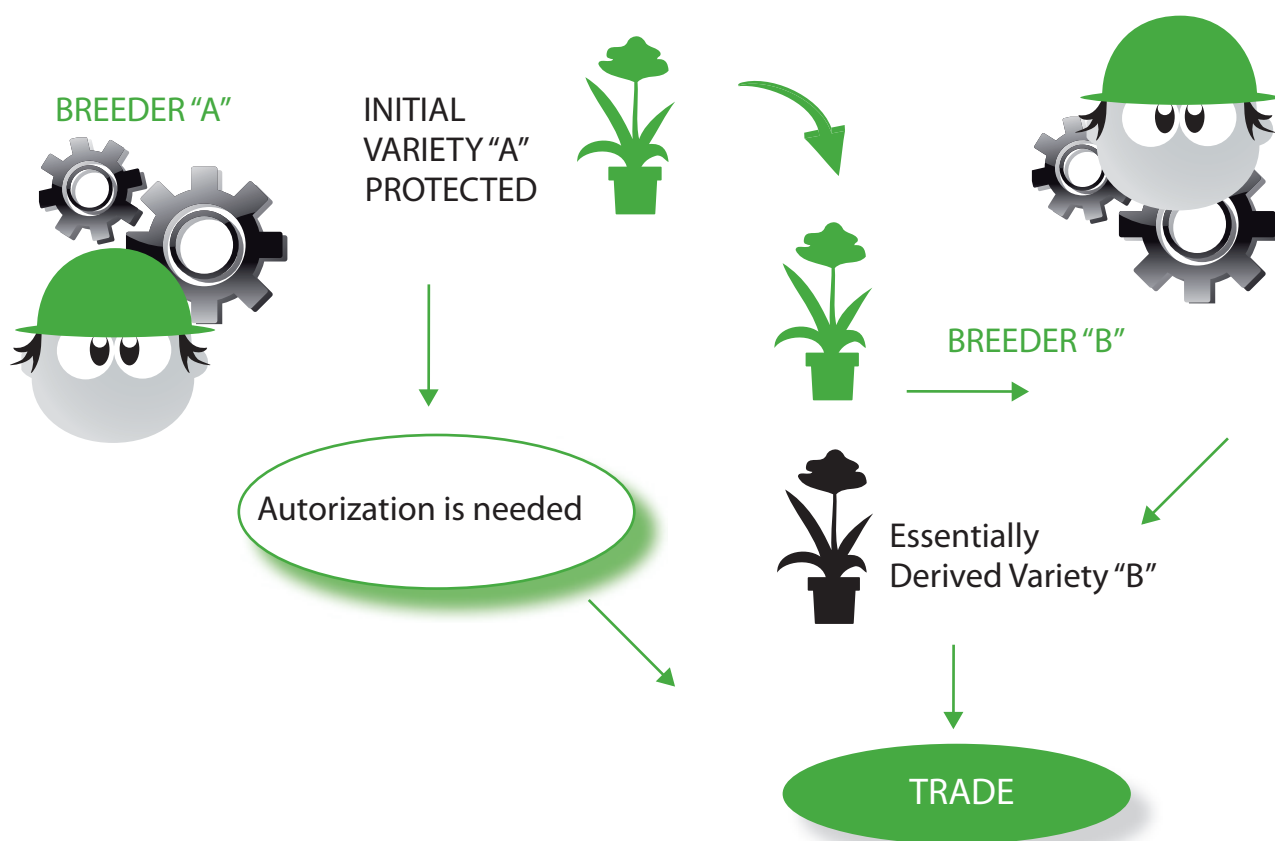 BREEDER “A”
INITIAL
VARIETY “A”
PROTECTED
BREEDER “B”
Autorization is needed
Essentially
Derived Variety “B”
TRADE